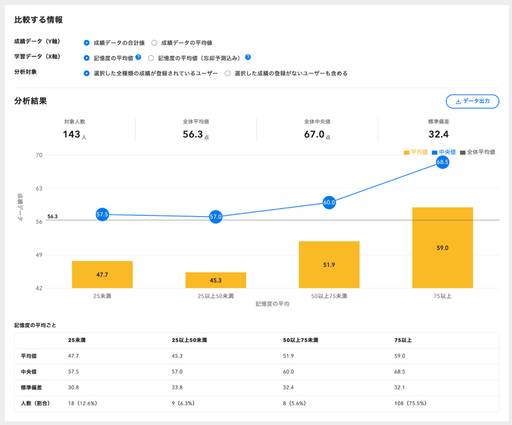 比較する情報
成績データ（Y軸） 成績データの合計値 成績データの平均値
学習データ（X軸） 記憶度の平均値 ? 記憶度の平均値（忘却予測込み） ?
分析対象 選択した全種類の成績が登録されているユーザー 選択した成績の登録がないユーザーも含める
分析結果 データ出力
対象人数 全体平均値 全体中央値 標準偏差
143人 56.3点 67.0点 32.4
平均値 中央値 全体平均値
70
63
56
49
42
成績データ
56.3
57.5 57.0 60.0 68.5
47.7 45.3 51.9 59.0
25未満 25以上50未満 50以上75未満 75以上
記憶度の平均
記憶度の平均ごと
25未満 25以上50未満 50以上75未満 75以上
平均値 47.7 45.3 51.9 59.0
中央値 57.5 57.0 60.0 68.5
標準偏差 30.8 33.8 32.4 32.1
人数（割合） 18（12.6%） 9（6.3%） 8（5.6%） 108（75.5%）